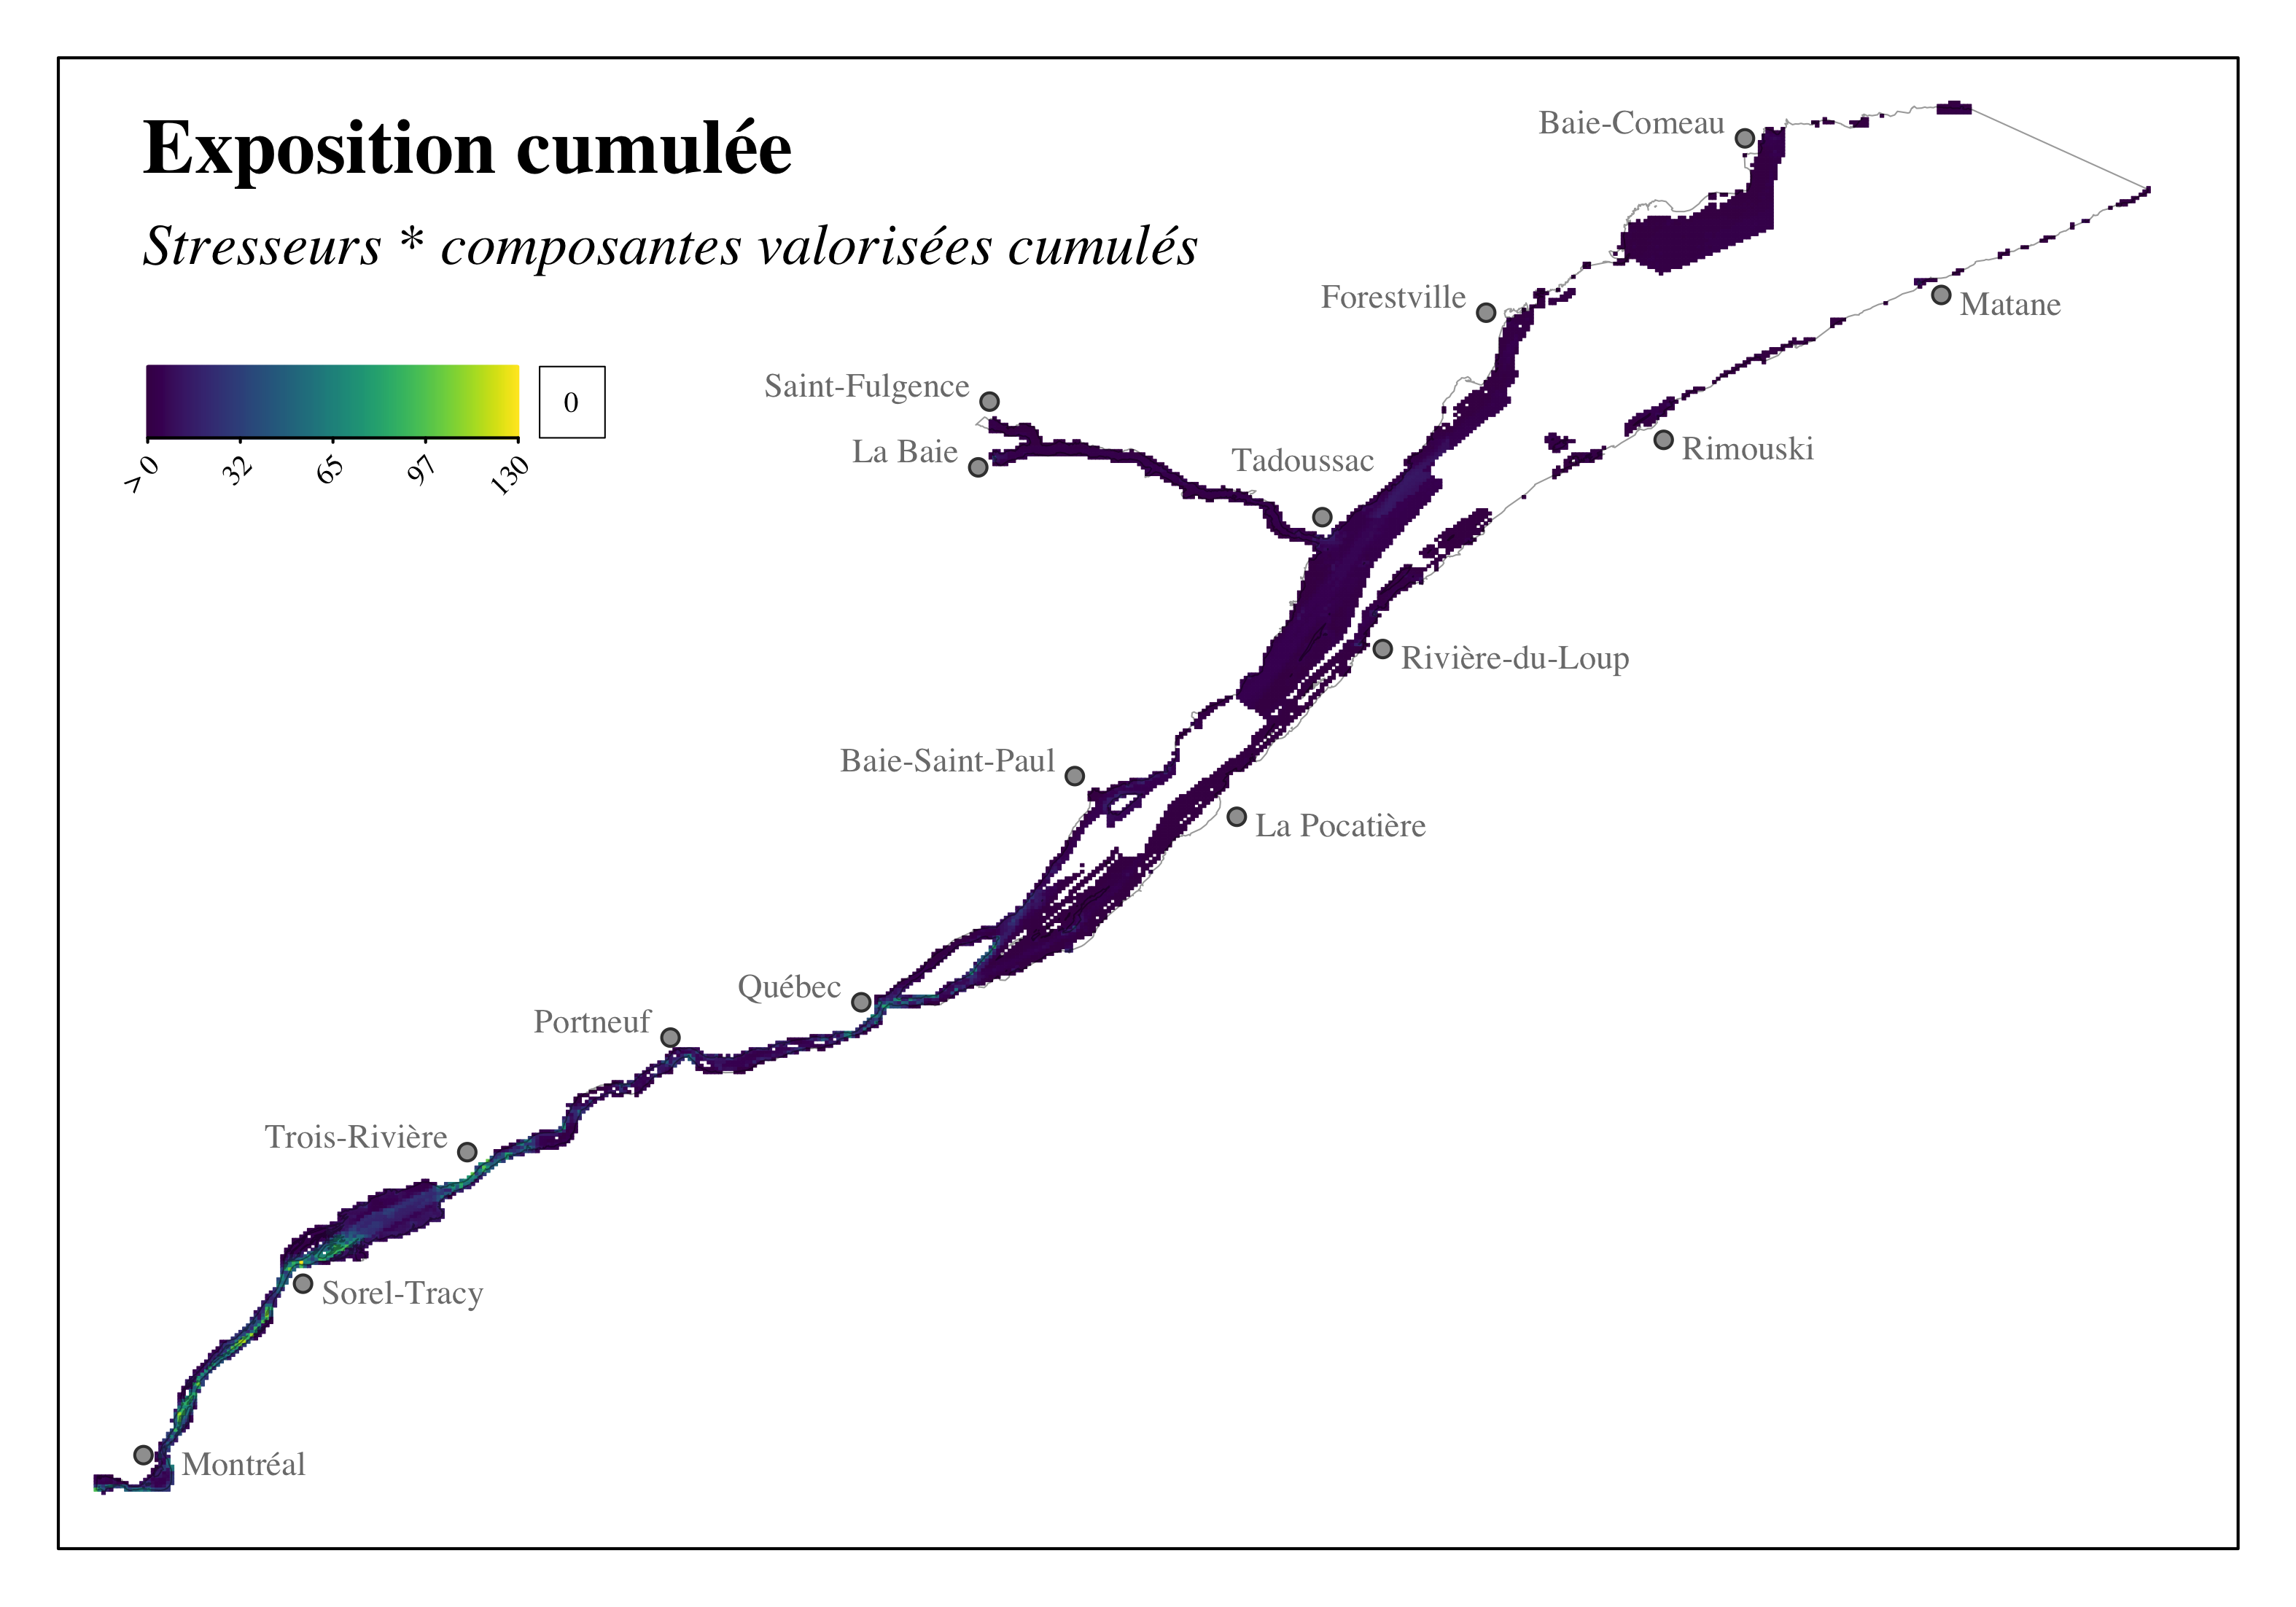 Exposition cumulée
Stresseurs * composantes valorisées cumulés
> 0
32
65
97
130
0
Baie-Comeau
Forestville
Matane
Saint-Fulgence
La Baie
Tadoussac
Rimouski
Rivière-du-Loup
Baie-Saint-Paul
La Pocatière
Québec
Portneuf
Trois-Rivière
Sorel-Tracy
Montréal